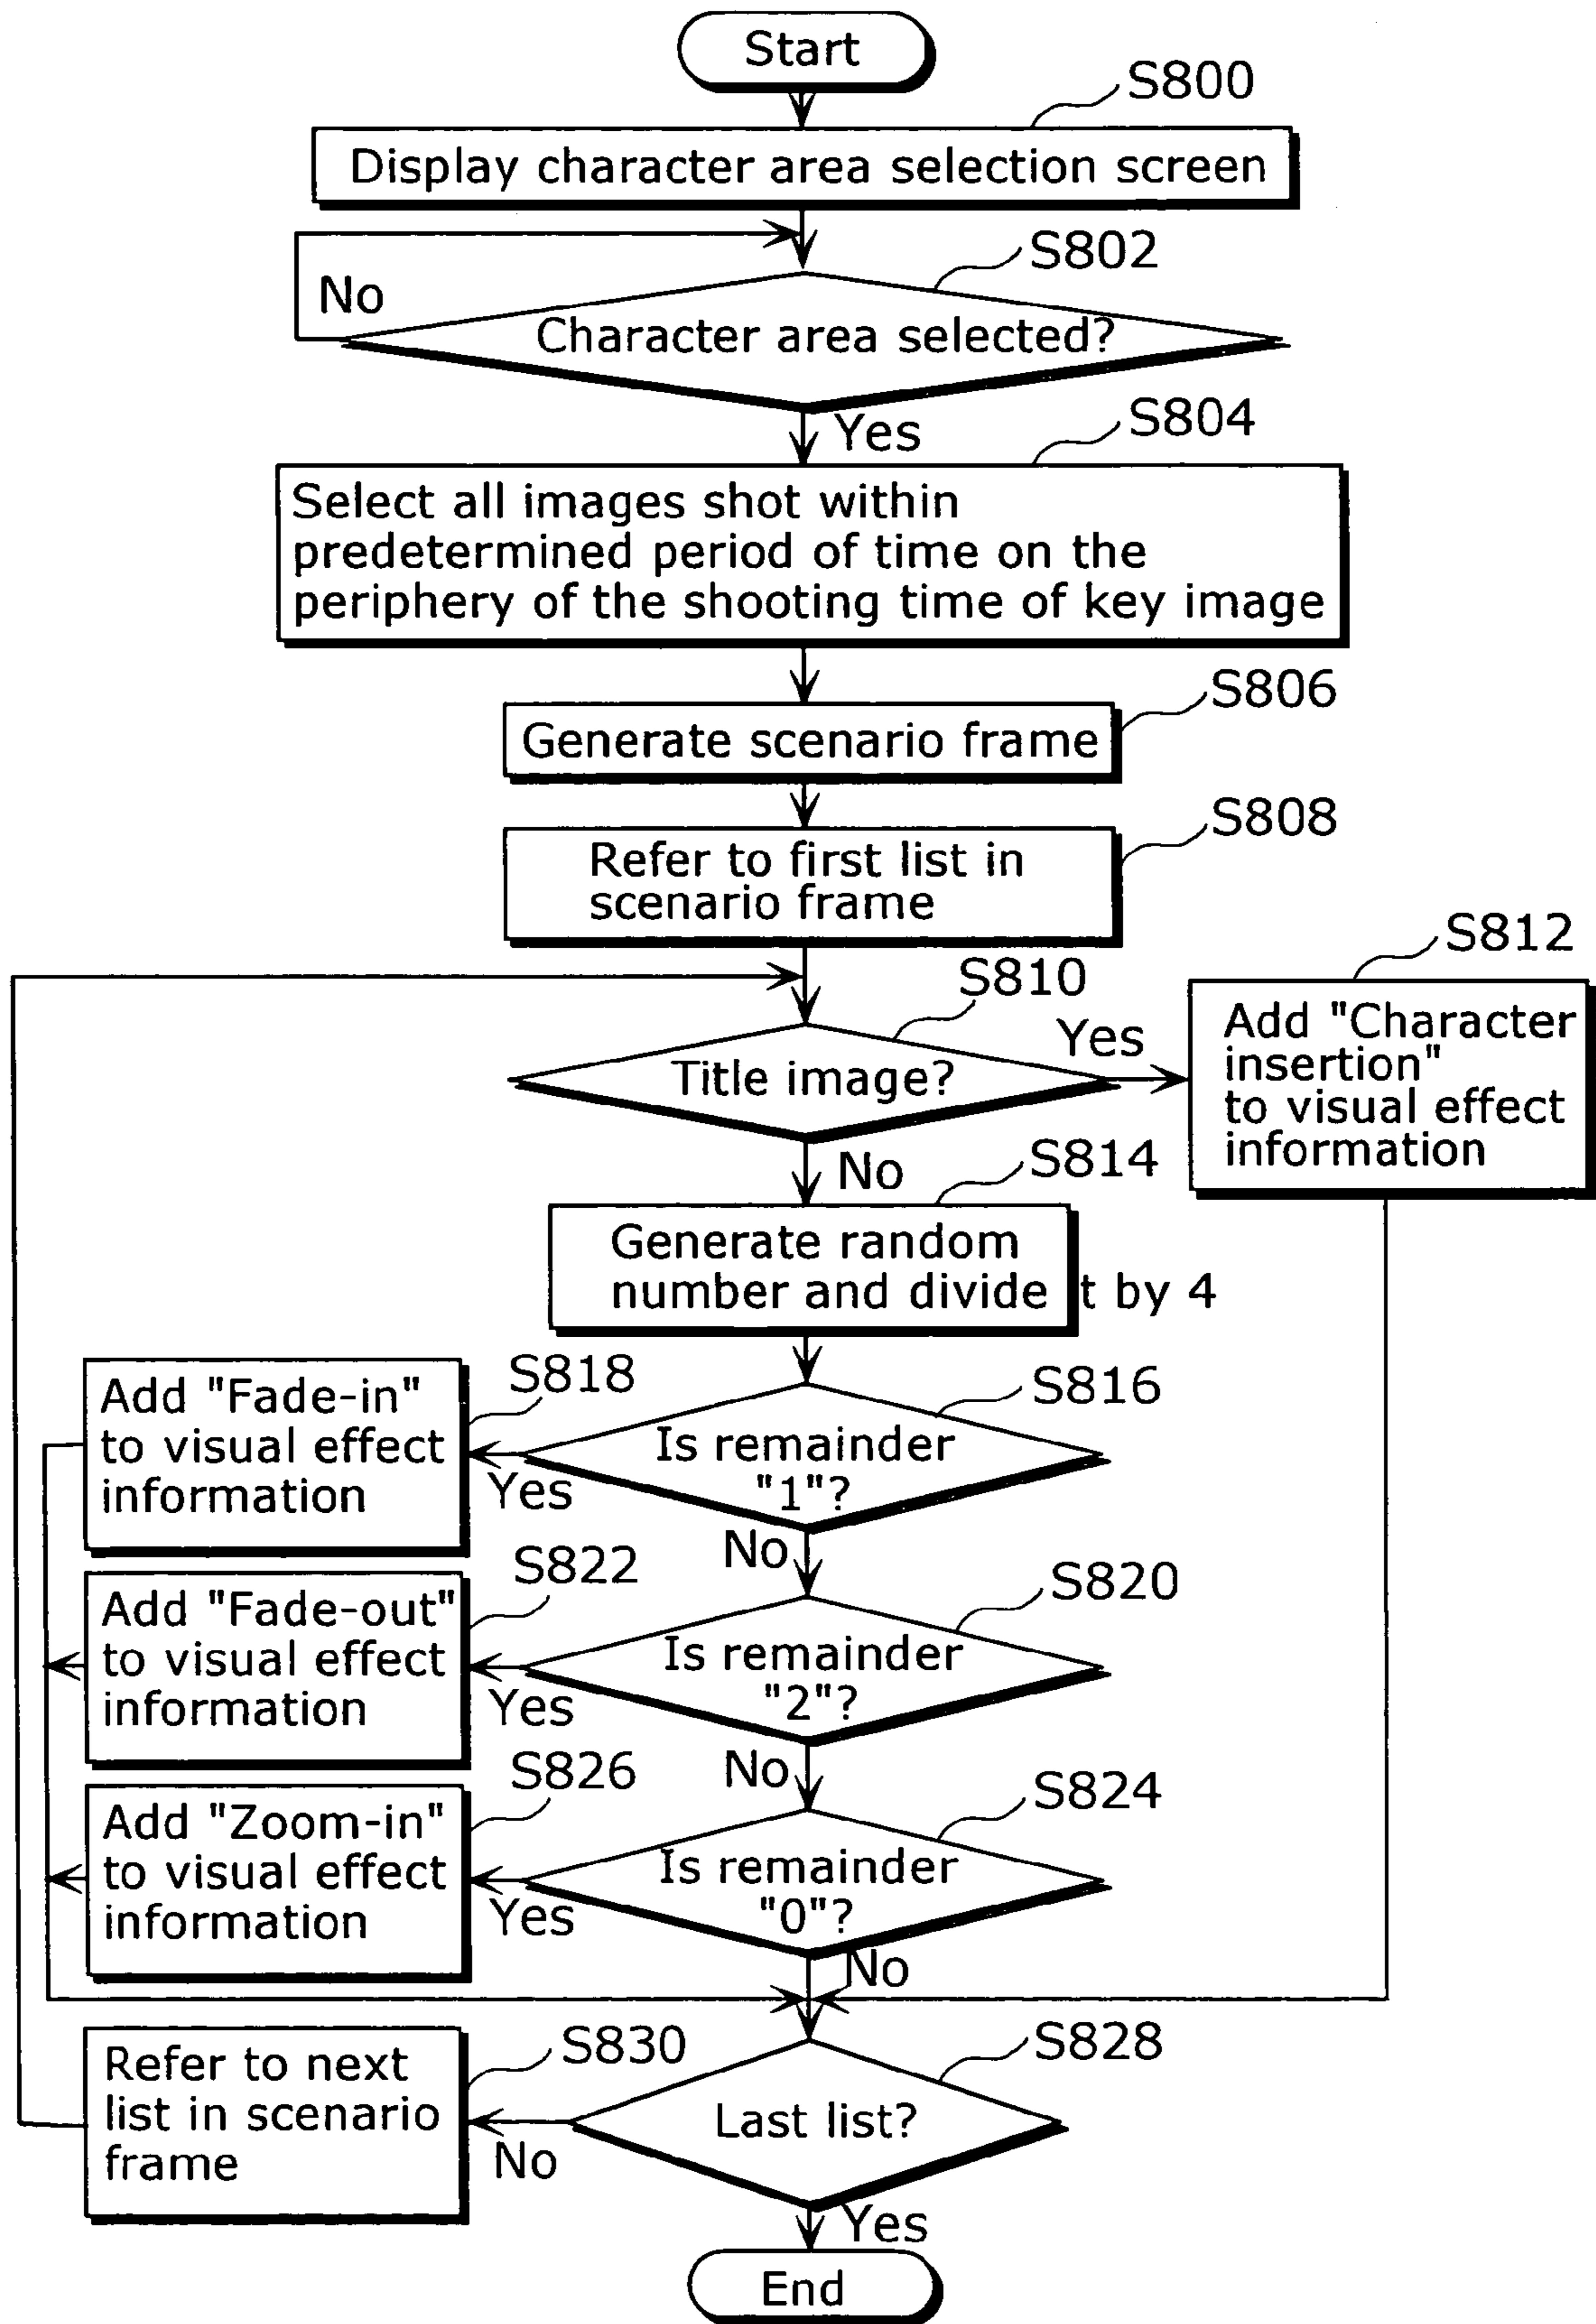 Start
S800
Display character area selection screen
S802
No
Character area selected?
S804
Yes
Select all images shot within
predetermined period of time on the
periphery of the shooting time of key image
S806
Generate scenario frame
S808
Refer to first list in
scenario frame
S812
S810
Yes
Add "Character
insertion"
to visual effect
information
Title image?
No
S814
Generate random
number and divide t by 4
S818
S816
Add "Fade-in"
to visual effect
information
Is remainder
"1"?
Yes
No
S822
S820
Add "Fade-out"
to visual effect
information
Is remainder
"2"?
Yes
No
S826
S824
Add "Zoom-in"
to visual effect
information
Is remainder
"0"?
Yes
No
S830
S828
Refer to next
list in scenario
frame
Last list?
No
Yes
End